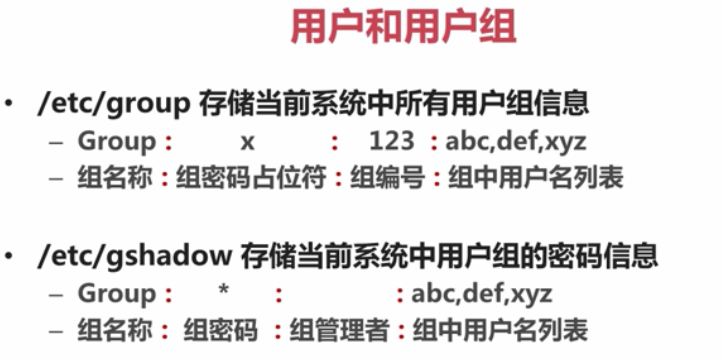 用户和用户组
• /etc/group 存储当前系统中所有用户组信息
– Group : x : 123 : abc,def,xyz
– 组名称 : 组密码占位符 : 组编号 : 组中用户名列表
• /etc/gshadow 存储当前系统中用户组的密码信息
– Group : * : : abc,def,xyz
– 组名称 : 组密码 : 组管理者 : 组中用户名列表